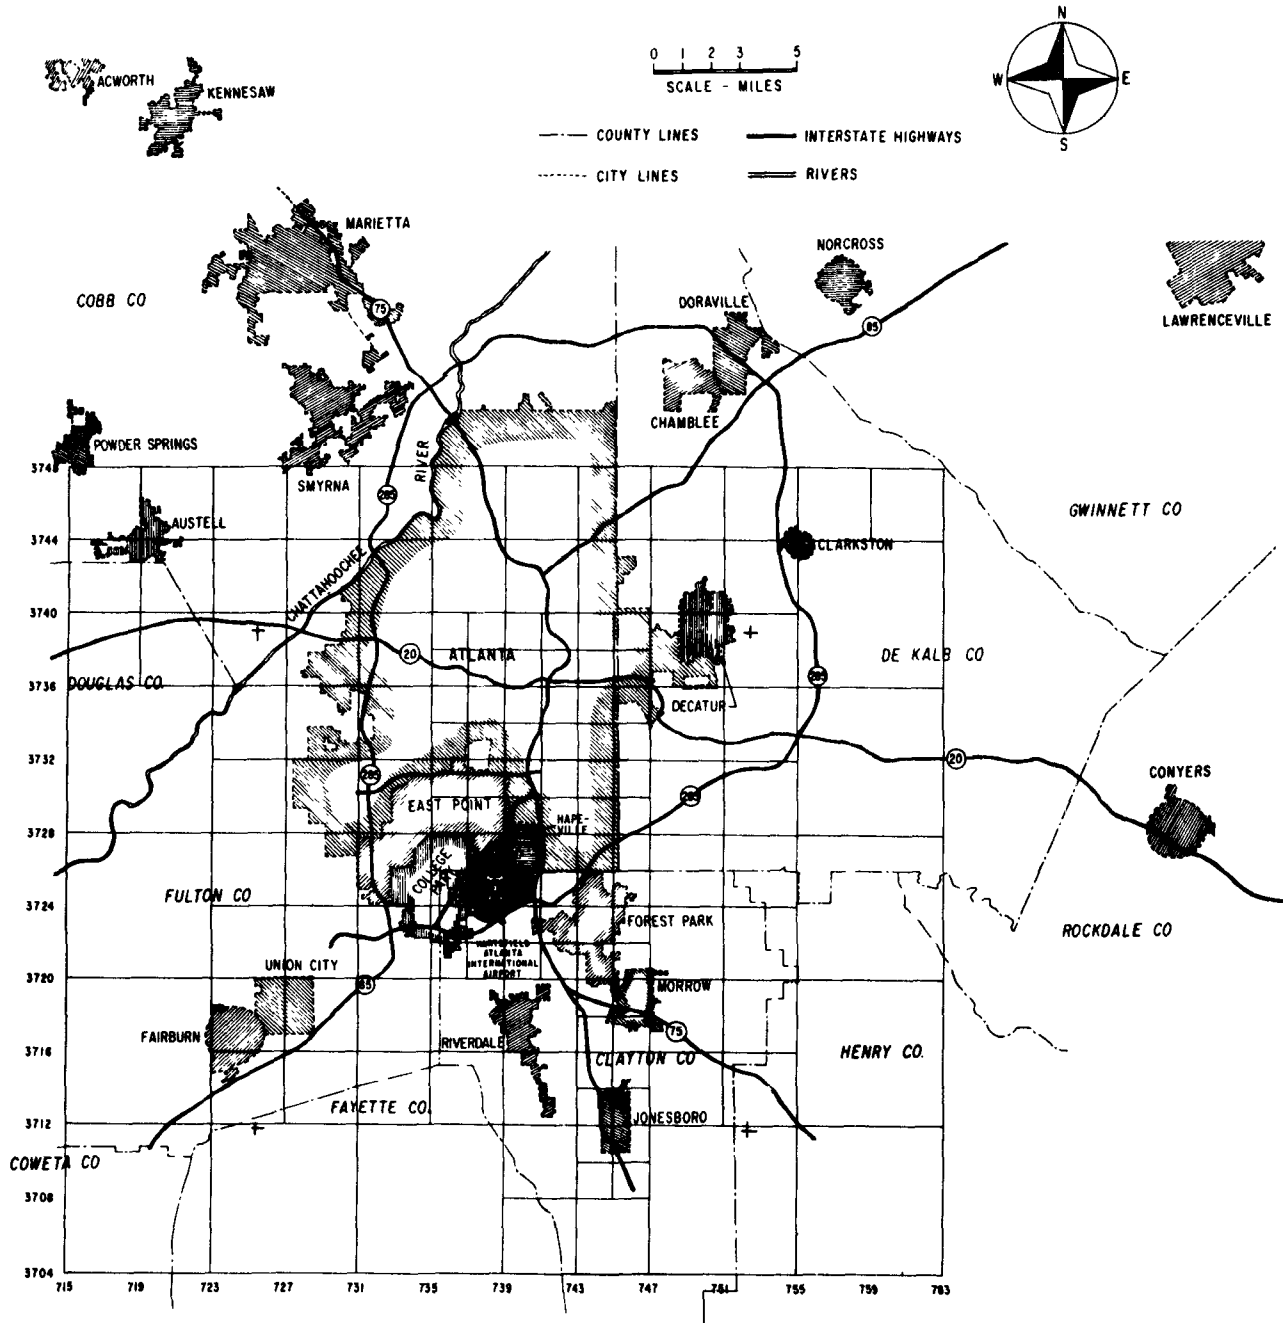 N
W E
S
0 1 2 3 5
SCALE - MILES
COUNTY LINES
INTERSTATE HIGHWAYS
CITY LINES
RIVERS
ACWORTH
KENNESAW
MARIETTA
NORCROSS
COBB CO
75
DORAVILLE
85
LAWRENCEVILLE
CHAMBLEE
POWDER SPRINGS
SMYRNA
RIVER
285
3748
AUSTELL
GWINNETT CO
3744
CLARKSTON
CHATTAHOOCHEE
3740
20
ATLANTA
DE KALB CO
DOUGLAS CO.
3736
285
DECATUR
3732
285
20
CONYERS
285
EAST POINT
HAPE-
VILLE
3728
COLLEGE
PARK
FULTON CO
3724
FOREST PARK
ROCKDALE CO
HARTSFIELD
ATLANTA
INTERNATIONAL
AIRPORT
UNION CITY
3720
85
MORROW
FAIRBURN
75
RIVERDALE
3716
CLAYTON CO
HENRY CO.
FAYETTE CO.
JONESBORO
3712
COWETA CO
3708
3704
715 719 723 727 731 735 739 743 747 751 755 759 763